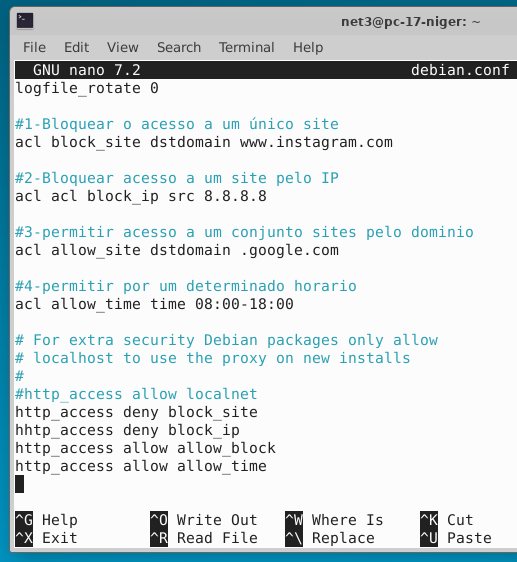 net3@pc-17-niger: ~
File Edit View Search Terminal Help
GNU nano 7.2 debian.conf
logfile_rotate 0
#1-Bloquear o acesso a um único site
acl block_site dstdomain www.instagram.com
#2-Bloquear acesso a um site pelo IP
acl acl block_ip src 8.8.8.8
#3-permitir acesso a um conjunto sites pelo dominio
acl allow_site dstdomain .google.com
#4-permitir por um determinado horario
acl allow_time time 08:00-18:00
# For extra security Debian packages only allow
# localhost to use the proxy on new installs
#
#http_access allow localnet
http_access deny block_site
hhtp_access deny block_ip
http_access allow allow_block
http_access allow allow_time
^G Help ^O Write Out ^W Where Is ^K Cut
^X Exit ^R Read File ^\ Replace ^U Paste